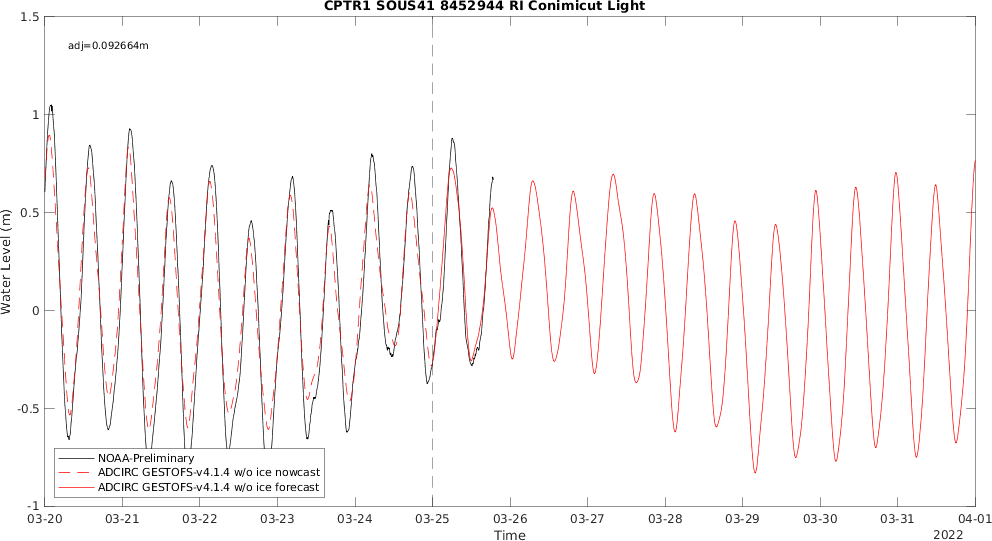 CPTR1 SOUS41 8452944 RI Conimicut Light
adj=0.092664m
1.5
1
0.5
0
-0.5
-1
Water Level (m)
NOAA-Preliminary
ADCIRC GESTOFS-v4.1.4 w/o ice nowcast
ADCIRC GESTOFS-v4.1.4 w/o ice forecast
03-20 03-21 03-22 03-23 03-24 03-25 03-26 03-27 03-28 03-29 03-30 03-31 04-01
Time
2022